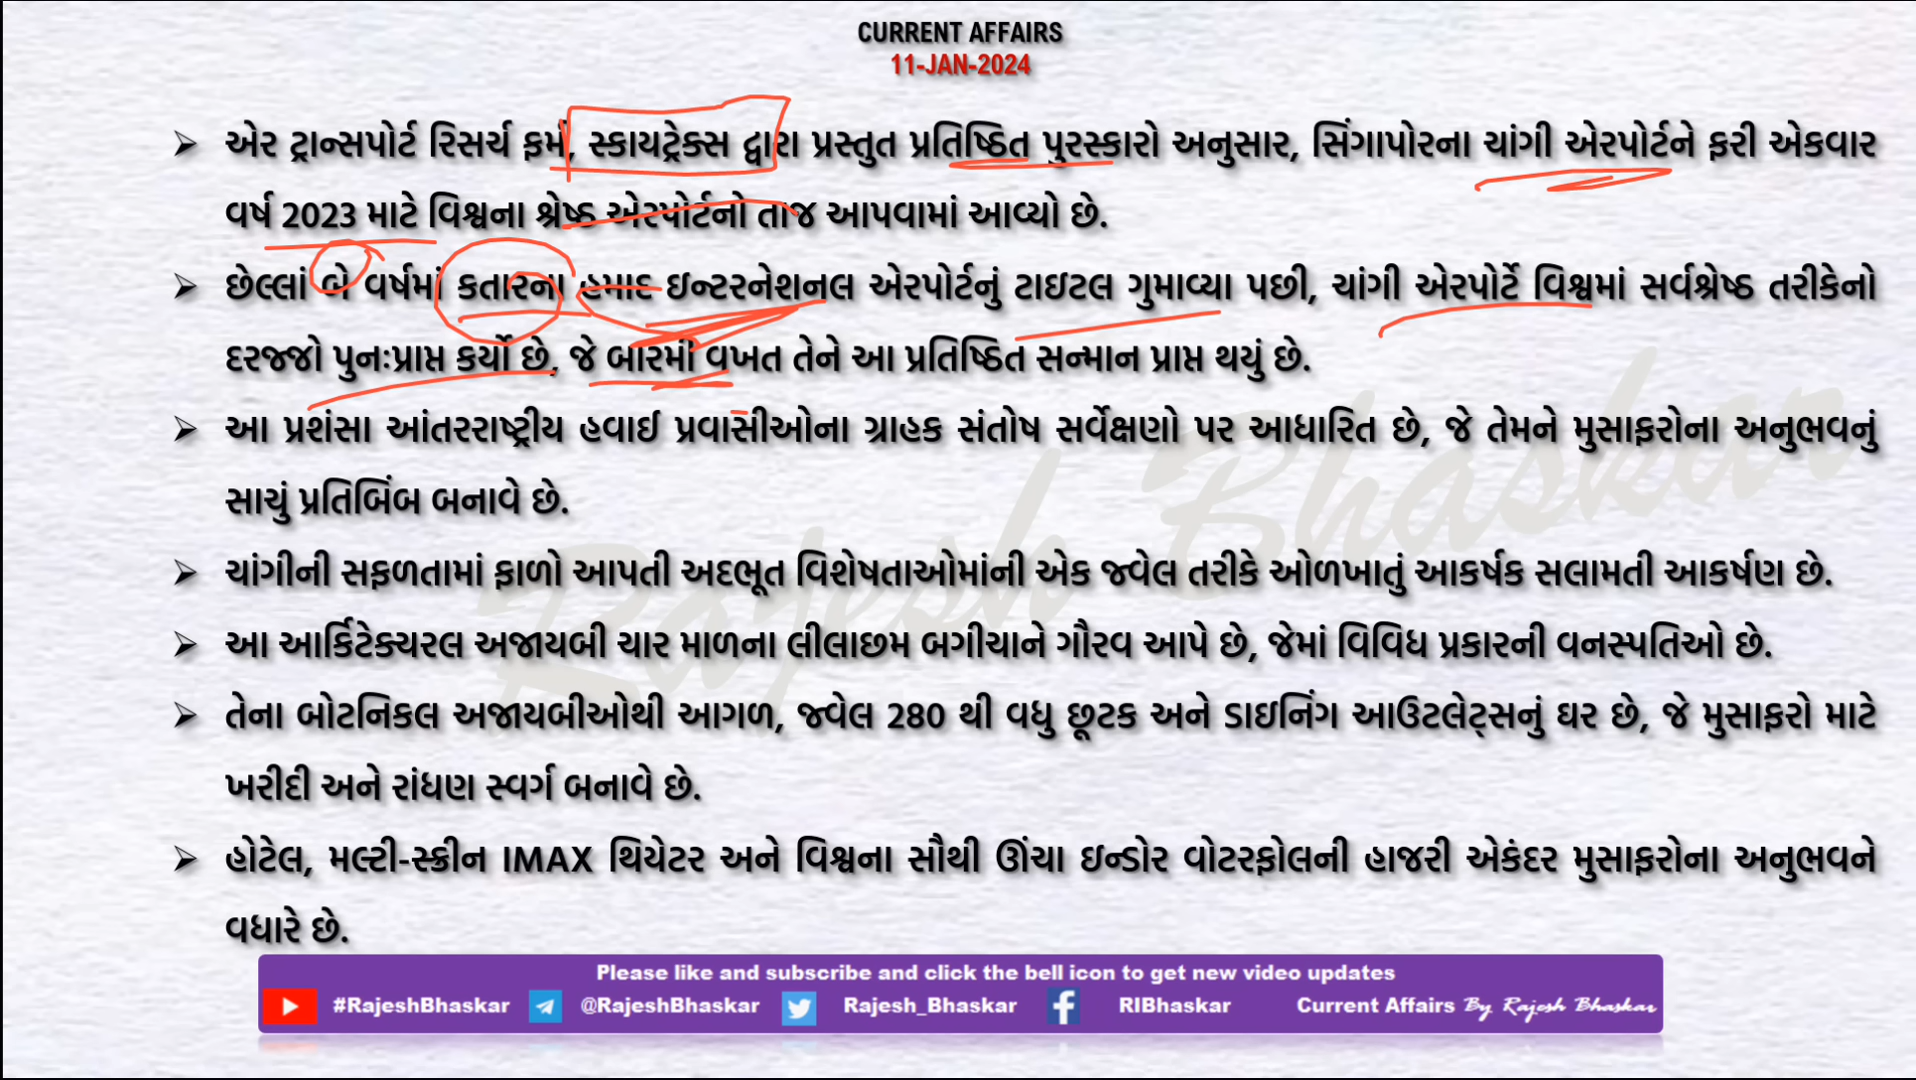 CURRENT AFFAIRS
11-JAN-2024
➢ એર ટ્રાન્સપોર્ટ રિસર્ચ ફર્મ, સ્કાયટ્રેક્સ દ્વારા પ્રસ્તુત પ્રતિષ્ઠિત પુરસ્કારો અનુસાર, સિંગાપોરના ચાંગી એરપોર્ટને ફરી એકવાર
વર્ષ 2023 માટે વિશ્વના શ્રેષ્ઠ એરપોર્ટનો તાજ આપવામાં આવ્યો છે.
➢ છેલ્લાં બે વર્ષમાં કતારના હમાદ ઇન્ટરનેશનલ એરપોર્ટનું ટાઇટલ ગુમાવ્યા પછી, ચાંગી એરપોર્ટે વિશ્વમાં સર્વશ્રેષ્ઠ તરીકેનો
દરજ્જો પુનઃપ્રાપ્ત કર્યો છે, જે બારમી વખત તેને આ પ્રતિષ્ઠિત સન્માન પ્રાપ્ત થયું છે.
➢ આ પ્રશંસા આંતરરાષ્ટ્રીય હવાઈ પ્રવાસીઓના ગ્રાહક સંતોષ સર્વેક્ષણો પર આધારિત છે, જે તેમને મુસાફરોના અનુભવનું
સાચું પ્રતિબિંબ બનાવે છે.
➢ ચાંગીની સફળતામાં ફાળો આપતી અદભૂત વિશેષતાઓમાંની એક જ્વેલ તરીકે ઓળખાતું આકર્ષક સલામતી આકર્ષણ છે.
➢ આ આર્કિટેક્ચરલ અજાયબી ચાર માળના લીલાછમ બગીચાને ગૌરવ આપે છે, જેમાં વિવિધ પ્રકારની વનસ્પતિઓ છે.
➢ તેના બોટનિકલ અજાયબીઓથી આગળ, જ્વેલ 280 થી વધુ છૂટક અને ડાઇનિંગ આઉટલેટ્સનું ઘર છે, જે મુસાફરો માટે
ખરીદી અને રાંધણ સ્વર્ગ બનાવે છે.
➢ હોટેલ, મલ્ટી-સ્ક્રીન IMAX થિયેટર અને વિશ્વના સૌથી ઊંચા ઇન્ડોર વોટરફોલની હાજરી એકંદર મુસાફરોના અનુભવને
વધારે છે.
Rajesh Bhaskar
Please like and subscribe and click the bell icon to get new video updates
#RajeshBhaskar @RajeshBhaskar Rajesh_Bhaskar RIBhaskar Current Affairs By Rajesh Bhaskar